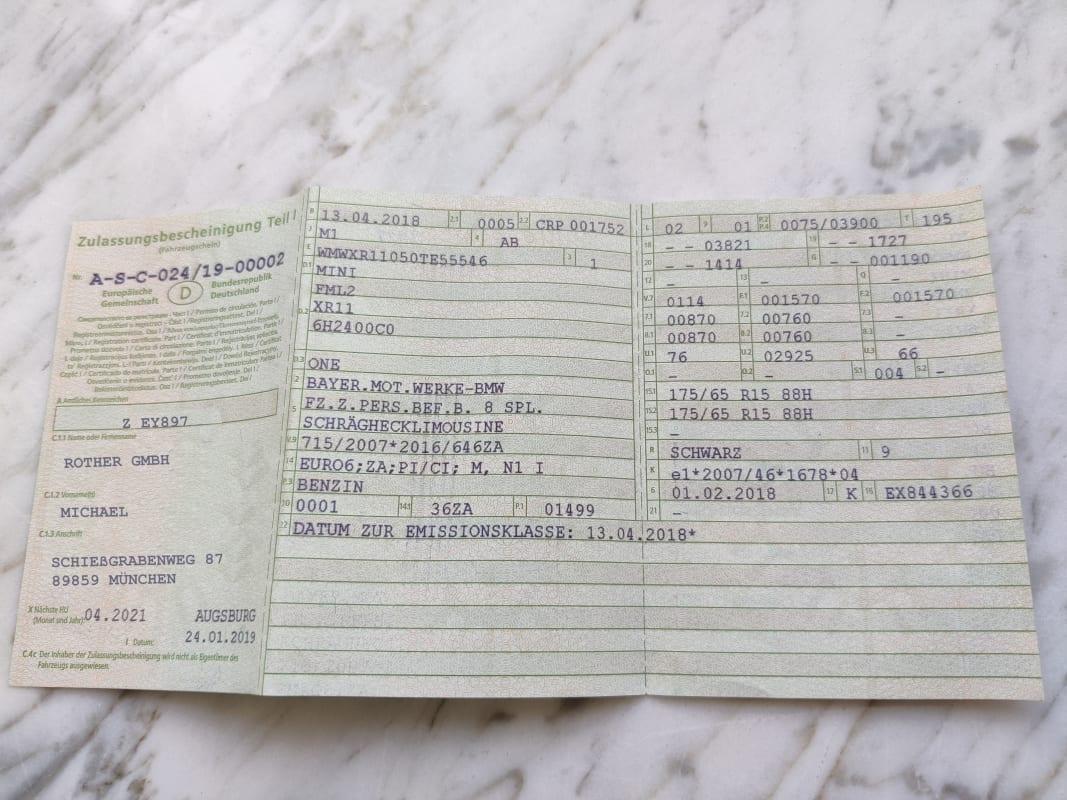 Zulassungsbescheinigung Teil I
(Fahrzeugschein)
Nr. A-S-C-024/19-00002
Europäische Gemeinschaft D Bundesrepublik Deutschland
A Amtliches Kennzeichen
Z EY897
C.1.1 Name oder Firmenname
ROTHER GMBH
C.1.2 Vorname(n)
MICHAEL
C.1.3 Anschrift
SCHIEßGRABENWEG 87
89859 MÜNCHEN
X Nächste HU (Monat und Jahr) 04.2021 AUGSBURG
I Datum: 24.01.2019
C.4c Der Inhaber der Zulassungsbescheinigung wird nicht als Eigentümer des
Fahrzeugs ausgewiesen.
B 13.04.2018 2.1 0005 2.2 CRP 001752
J M1 4 AB
E WMWXR11050TE55546 3 1
D.1 MINI
FML2
D.2 XR11
6H2400C0
D.3 ONE
2 BAYER.MOT.WERKE-BMW
5 FZ.Z.PERS.BEF.B. 8 SPL.
SCHRÄGHECKLIMOUSINE
V.9 715/2007*2016/646ZA
14 EURO6;ZA;PI/CI; M, N1 I
P.3 BENZIN
10 0001 14.1 36ZA P.1 01499
22 DATUM ZUR EMISSIONSKLASSE: 13.04.2018*
L 02 9 01 P.2 P.4 0075/03900 T 195
18 – – 03821 19 – – 1727
20 – – 1414 G – – 001190
12 – 13 – Q –
V.7 0114 F.1 001570 F.2 001570
7.1 00870 7.2 00760 7.3 –
8.1 00870 8.2 00760 8.3 –
U.1 76 U.2 02925 U.3 66
O.1 – O.2 – S.1 004 S.2 –
15.1 175/65 R15 88H
15.2 175/65 R15 88H
15.3 –
R SCHWARZ 11 9
K e1*2007/46*1678*04
6 01.02.2018 17 K 16 EX844366
21 –